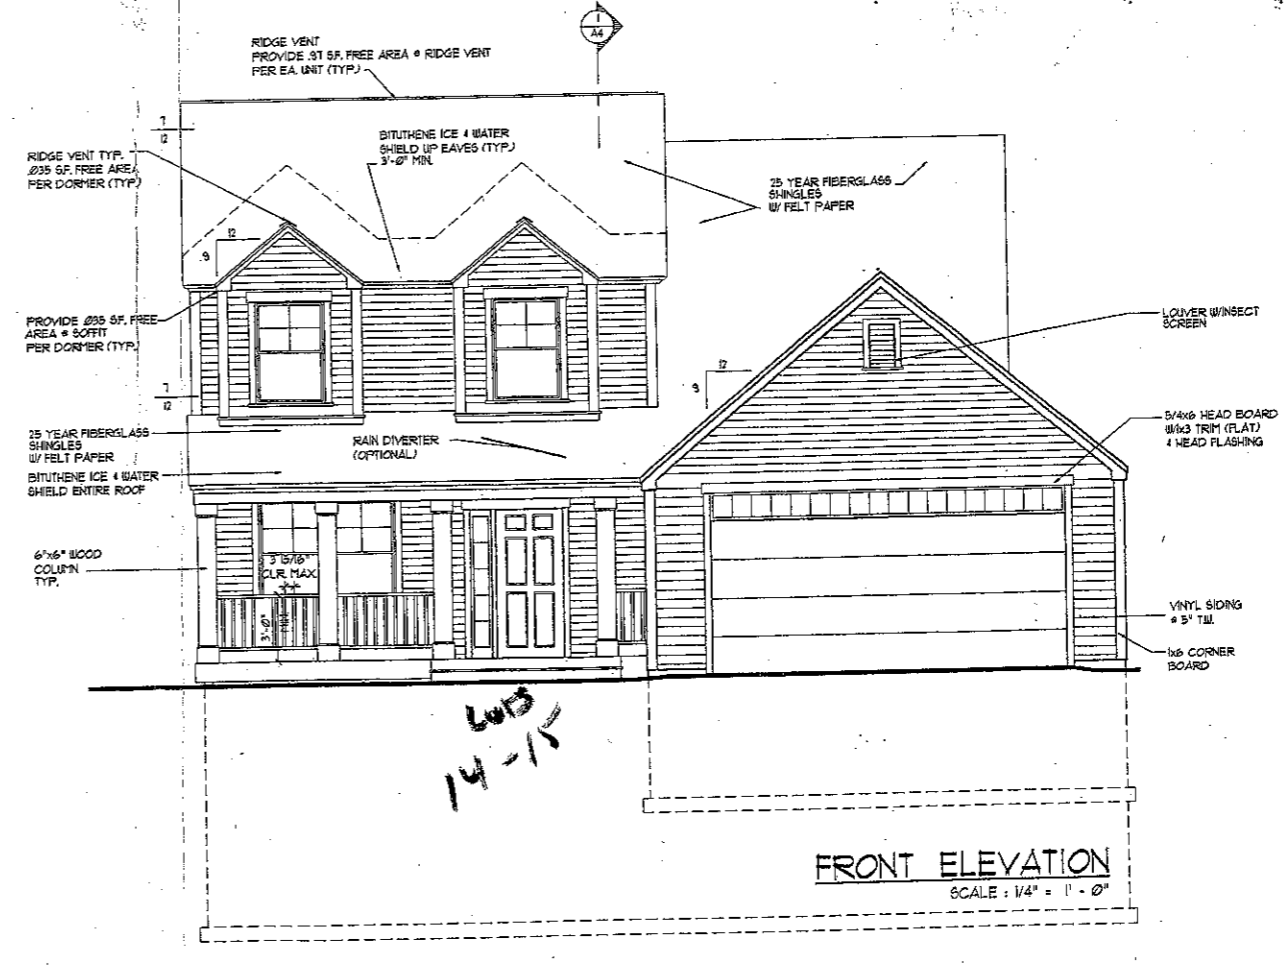 A4
RIDGE VENT
PROVIDE .97 S.F. FREE AREA @ RIDGE VENT
PER EA. UNIT (TYP.)
7
12
BITUTHENE ICE & WATER
SHIELD UP EAVES (TYP.)
3'-0" MIN.
RIDGE VENT TYP.
.035 S.F. FREE AREA
PER DORMER (TYP.)
25 YEAR FIBERGLASS
SHINGLES
W/ FELT PAPER
12
9
PROVIDE .035 S.F. FREE
AREA @ SOFFIT
PER DORMER (TYP.)
LOUVER W/INSECT
SCREEN
12
9
7
12
5/4x6 HEAD BOARD
W/1x3 TRIM (FLAT)
& HEAD FLASHING
25 YEAR FIBERGLASS
SHINGLES
W/ FELT PAPER
RAIN DIVERTER
(OPTIONAL)
BITUTHENE ICE & WATER
SHIELD ENTIRE ROOF
6"x6" WOOD
COLUMN
TYP.
3 15/16"
CLR. MAX
3'-0"
MIN.
VINYL SIDING
@ 5" T.W.
1x6 CORNER
BOARD
LOTS
14-15
FRONT ELEVATION
SCALE : 1/4" = 1' - 0"